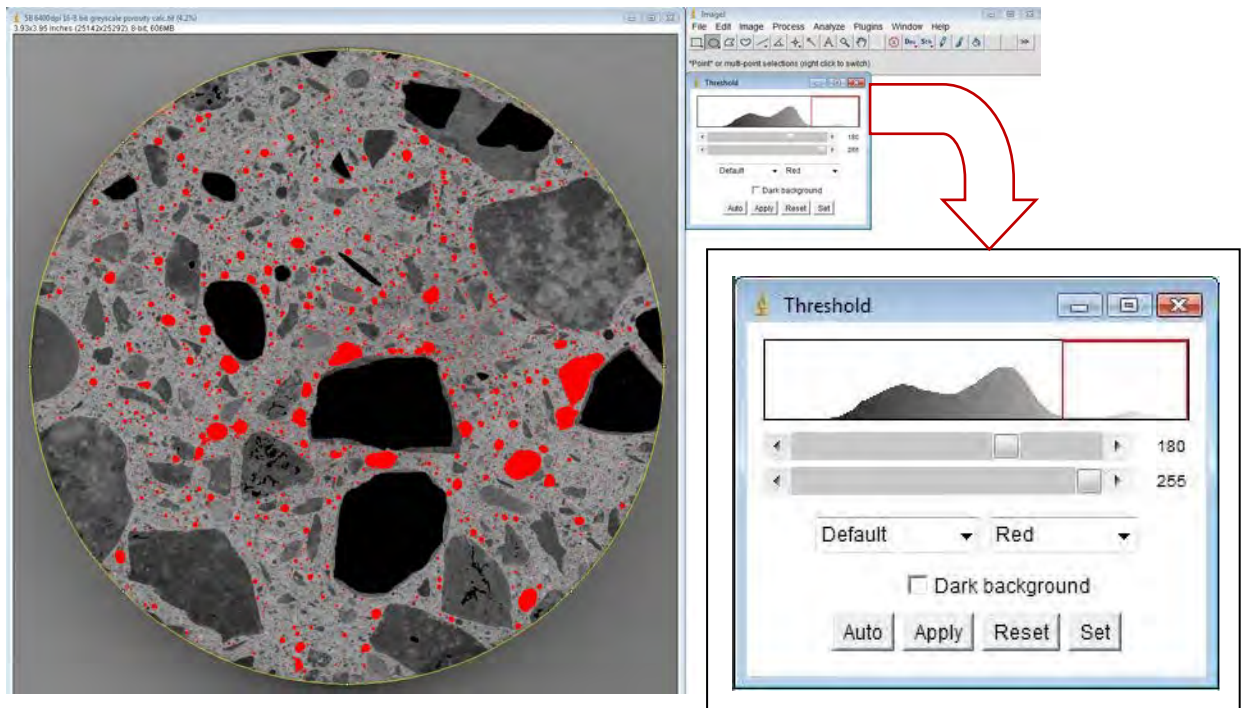 SB 6400dpi 16-8 bit greyscale porosity calc.tif (4.2%)
3.93x3.95 inches (25142x25292) 8-bit; 606MB
ImageJ
File Edit Image Process Analyze Plugins Window Help
Dev. Stk.
*Point* or multi-point selections (right click to switch)
Threshold
180
255
Default Red
Dark background
Auto Apply Reset Set
Threshold
180
255
Default Red
Dark background
Auto Apply Reset Set